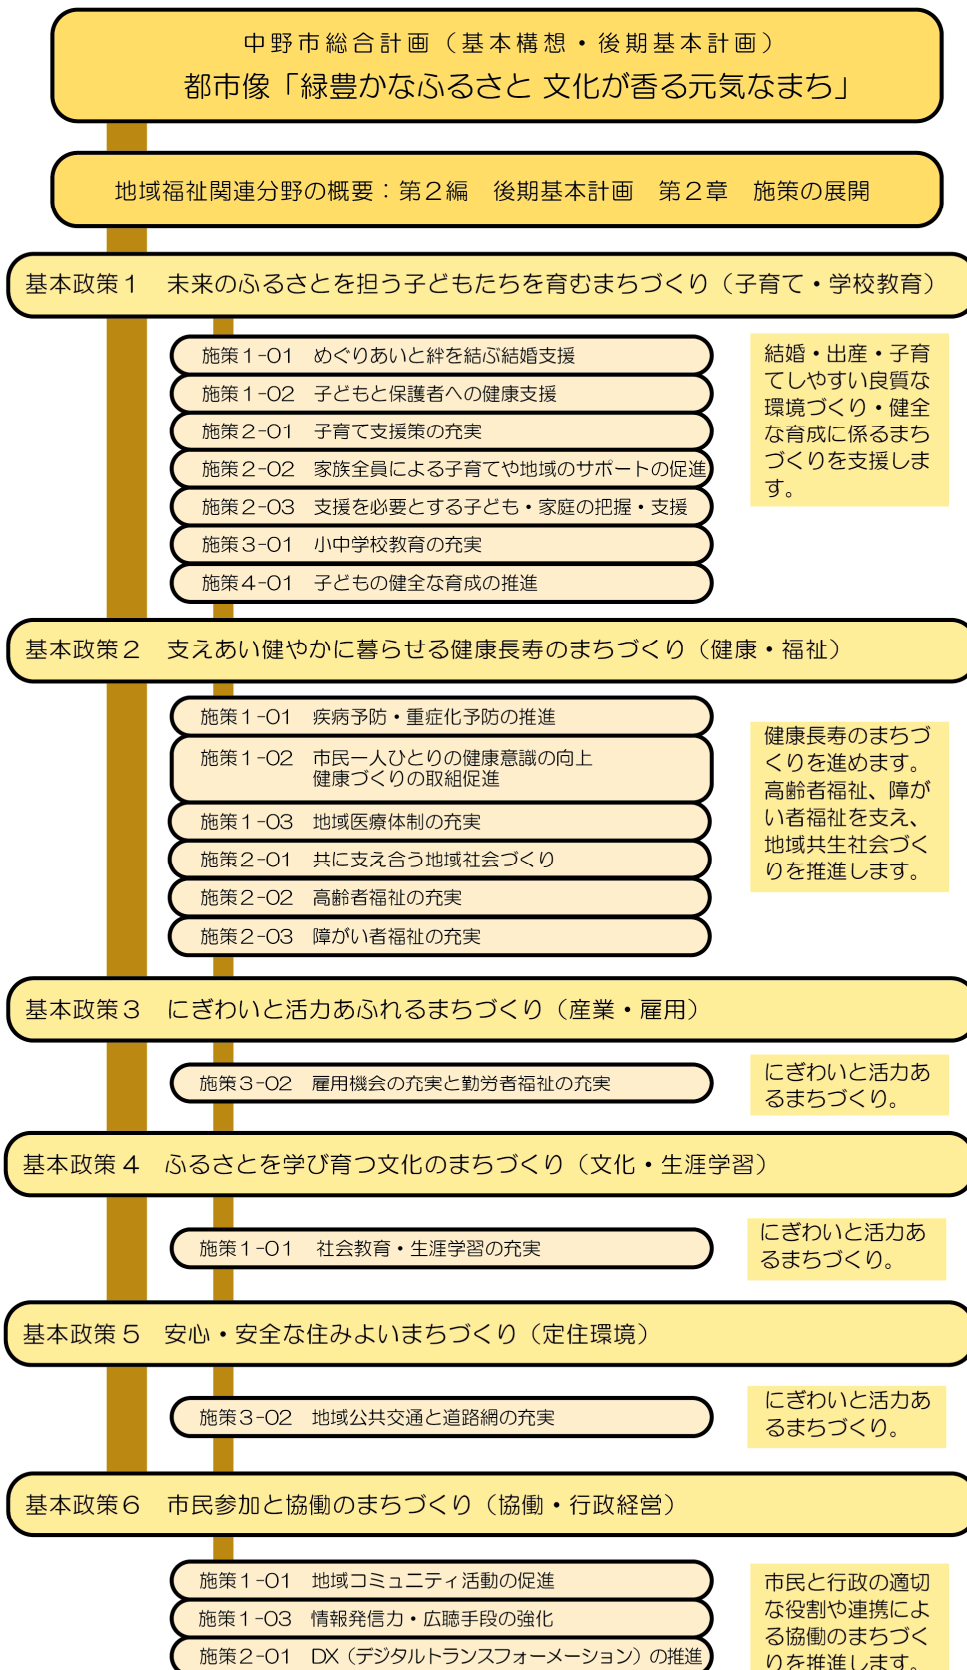 中野市総合計画（基本構想・後期基本計画）
都市像「緑豊かなふるさと 文化が香る元気なまち」
地域福祉関連分野の概要：第２編　後期基本計画　第２章　施策の展開
基本政策１　未来のふるさとを担う子どもたちを育むまちづくり（子育て・学校教育）
施策１-０１　めぐりあいと絆を結ぶ結婚支援
施策１-０２　子どもと保護者への健康支援
施策２-０１　子育て支援策の充実
施策２-０２　家族全員による子育てや地域のサポートの促進
施策２-０３　支援を必要とする子ども・家庭の把握・支援
施策３-０１　小中学校教育の充実
施策４-０１　子どもの健全な育成の推進
結婚・出産・子育
てしやすい良質な
環境づくり・健全
な育成に係るまち
づくりを支援しま
す。
基本政策２　支えあい健やかに暮らせる健康長寿のまちづくり（健康・福祉）
施策１-０１　疾病予防・重症化予防の推進
施策１-０２　市民一人ひとりの健康意識の向上
健康づくりの取組促進
施策１-０３　地域医療体制の充実
施策２-０１　共に支え合う地域社会づくり
施策２-０２　高齢者福祉の充実
施策２-０３　障がい者福祉の充実
健康長寿のまちづ
くりを進めます。
高齢者福祉、障が
い者福祉を支え、
地域共生社会づく
りを推進します。
基本政策３　にぎわいと活力あふれるまちづくり（産業・雇用）
施策３-０２　雇用機会の充実と勤労者福祉の充実
にぎわいと活力あ
るまちづくり。
基本政策４　ふるさとを学び育つ文化のまちづくり（文化・生涯学習）
施策１-０１　社会教育・生涯学習の充実
にぎわいと活力あ
るまちづくり。
基本政策５　安心・安全な住みよいまちづくり（定住環境）
施策３-０２　地域公共交通と道路網の充実
にぎわいと活力あ
るまちづくり。
基本政策６　市民参加と協働のまちづくり（協働・行政経営）
施策１-０１　地域コミュニティ活動の促進
施策１-０３　情報発信力・広聴手段の強化
施策２-０１　DX（デジタルトランスフォーメーション）の推進
市民と行政の適切
な役割や連携によ
る協働のまちづく
りを推進します。